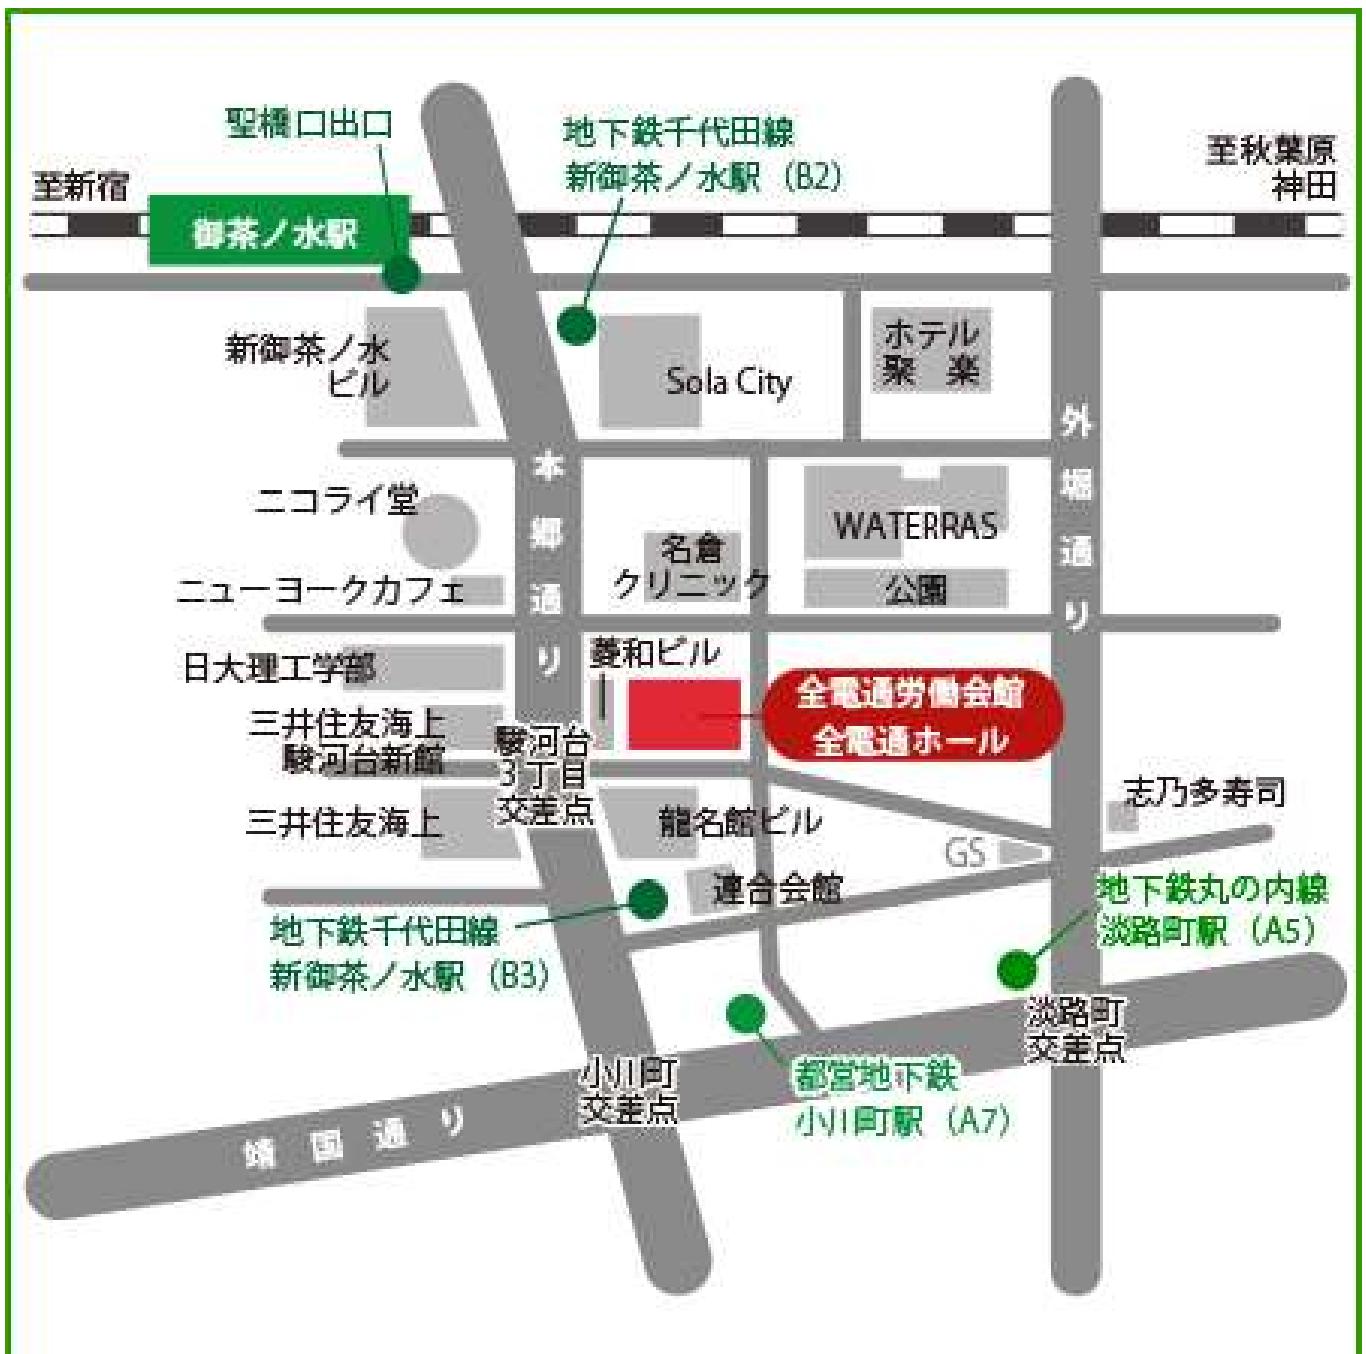 聖橋口出口
地下鉄千代田線
新御茶ノ水駅（B2）
至秋葉原
神田
至新宿
御茶ノ水駅
新御茶ノ水
ビル
Sola City
ホテル
聚 楽
外堀通り
本郷通り
ニコライ堂
WATERRAS
名倉
クリニック
ニューヨークカフェ
公園
菱和ビル
日大理工学部
全電通労働会館
全電通ホール
三井住友海上
駿河台新館
駿河台
3丁目
交差点
志乃多寿司
三井住友海上
龍名館ビル
GS
連合会館
地下鉄丸の内線
淡路町駅（A5）
地下鉄千代田線
新御茶ノ水駅（B3）
淡路町
交差点
小川町
交差点
都営地下鉄
小川町駅（A7）
靖国通り